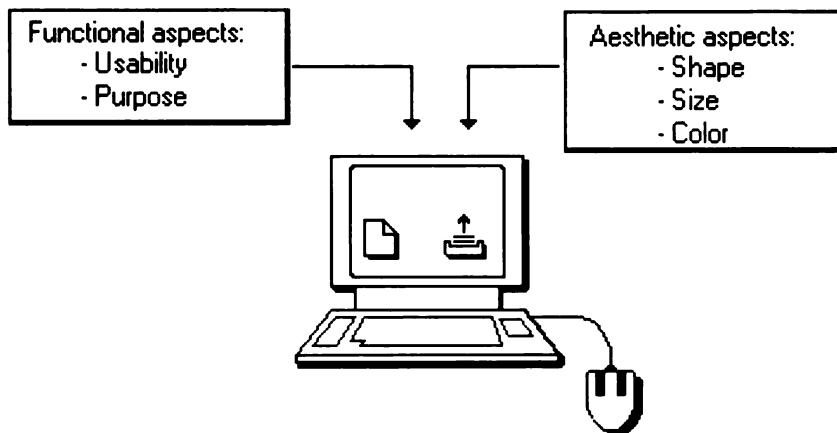 Functional aspects:
- Usability
- Purpose
Aesthetic aspects:
- Shape
- Size
- Color